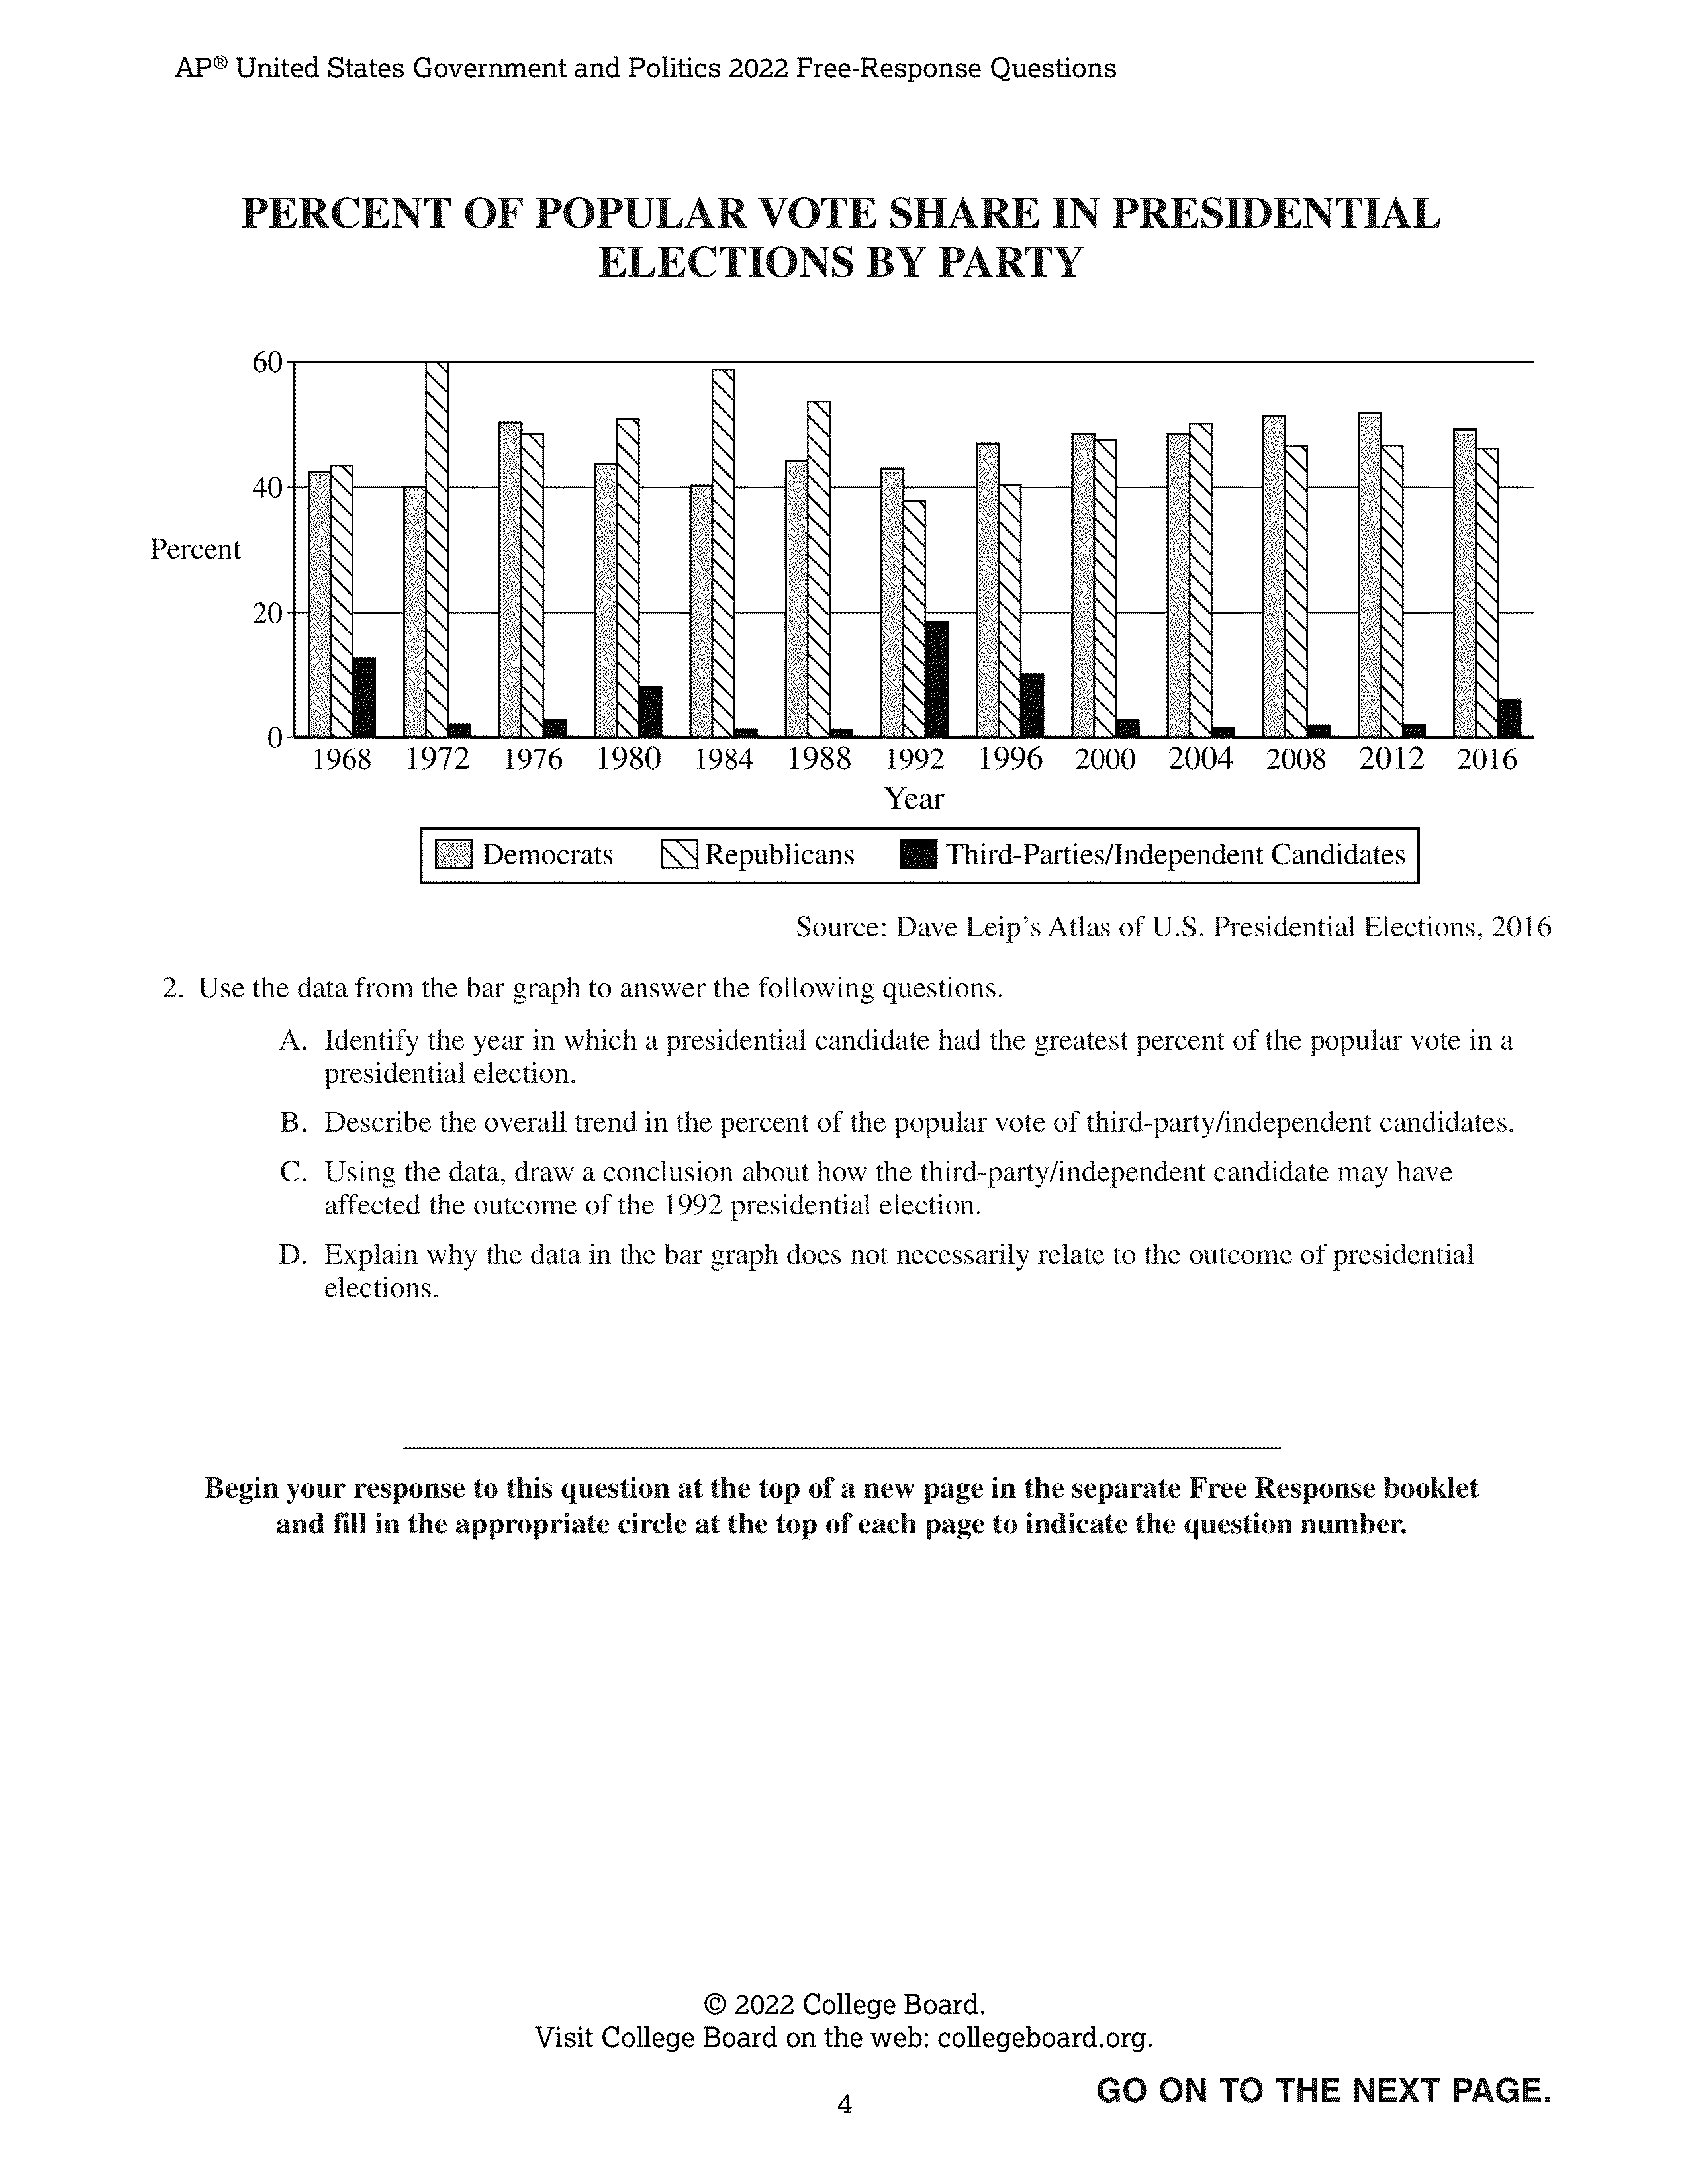 AP® United States Government and Politics 2022 Free-Response Questions
PERCENT OF POPULAR VOTE SHARE IN PRESIDENTIAL
ELECTIONS BY PARTY
60
40
Percent
20
0
1968 1972 1976 1980 1984 1988 1992 1996 2000 2004 2008 2012 2016
Year
Democrats Republicans Third-Parties/Independent Candidates
Source: Dave Leip’s Atlas of U.S. Presidential Elections, 2016
2. Use the data from the bar graph to answer the following questions.
A. Identify the year in which a presidential candidate had the greatest percent of the popular vote in a
presidential election.
B. Describe the overall trend in the percent of the popular vote of third-party/independent candidates.
C. Using the data, draw a conclusion about how the third-party/independent candidate may have
affected the outcome of the 1992 presidential election.
D. Explain why the data in the bar graph does not necessarily relate to the outcome of presidential
elections.
Begin your response to this question at the top of a new page in the separate Free Response booklet
and fill in the appropriate circle at the top of each page to indicate the question number.
© 2022 College Board.
Visit College Board on the web: collegeboard.org.
GO ON TO THE NEXT PAGE.
4